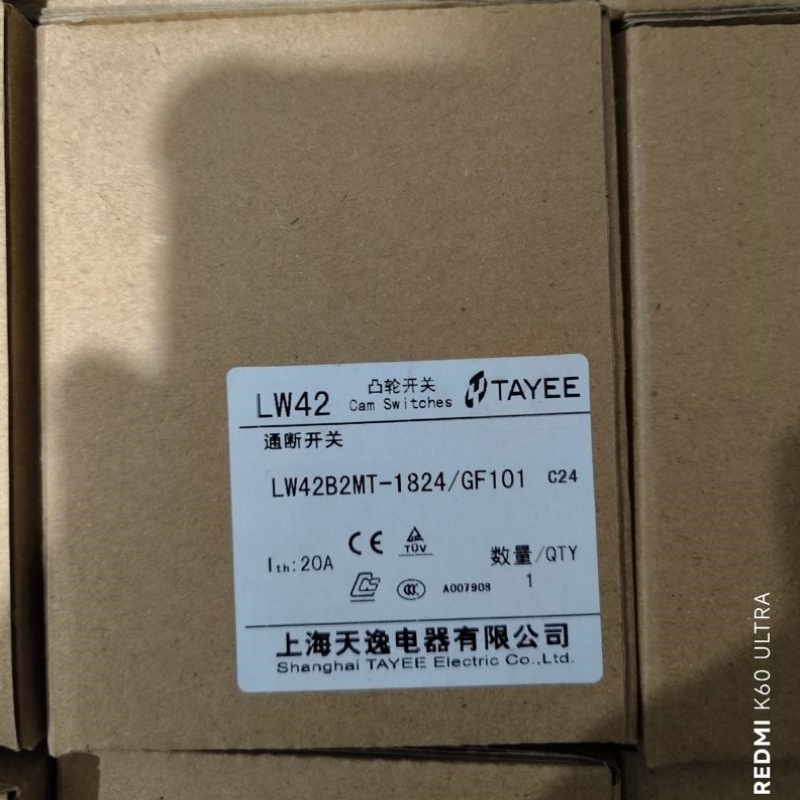 LW42 凸轮开关 TAYEE
Cam Switches
通断开关
LW42B2MT-1824/GF101 C24
Ith:20A CE TÜV 数量/QTY
CCC A007908 1
上海天逸电器有限公司
Shanghai TAYEE Electric Co.,Ltd.
REDMI K60 ULTRA